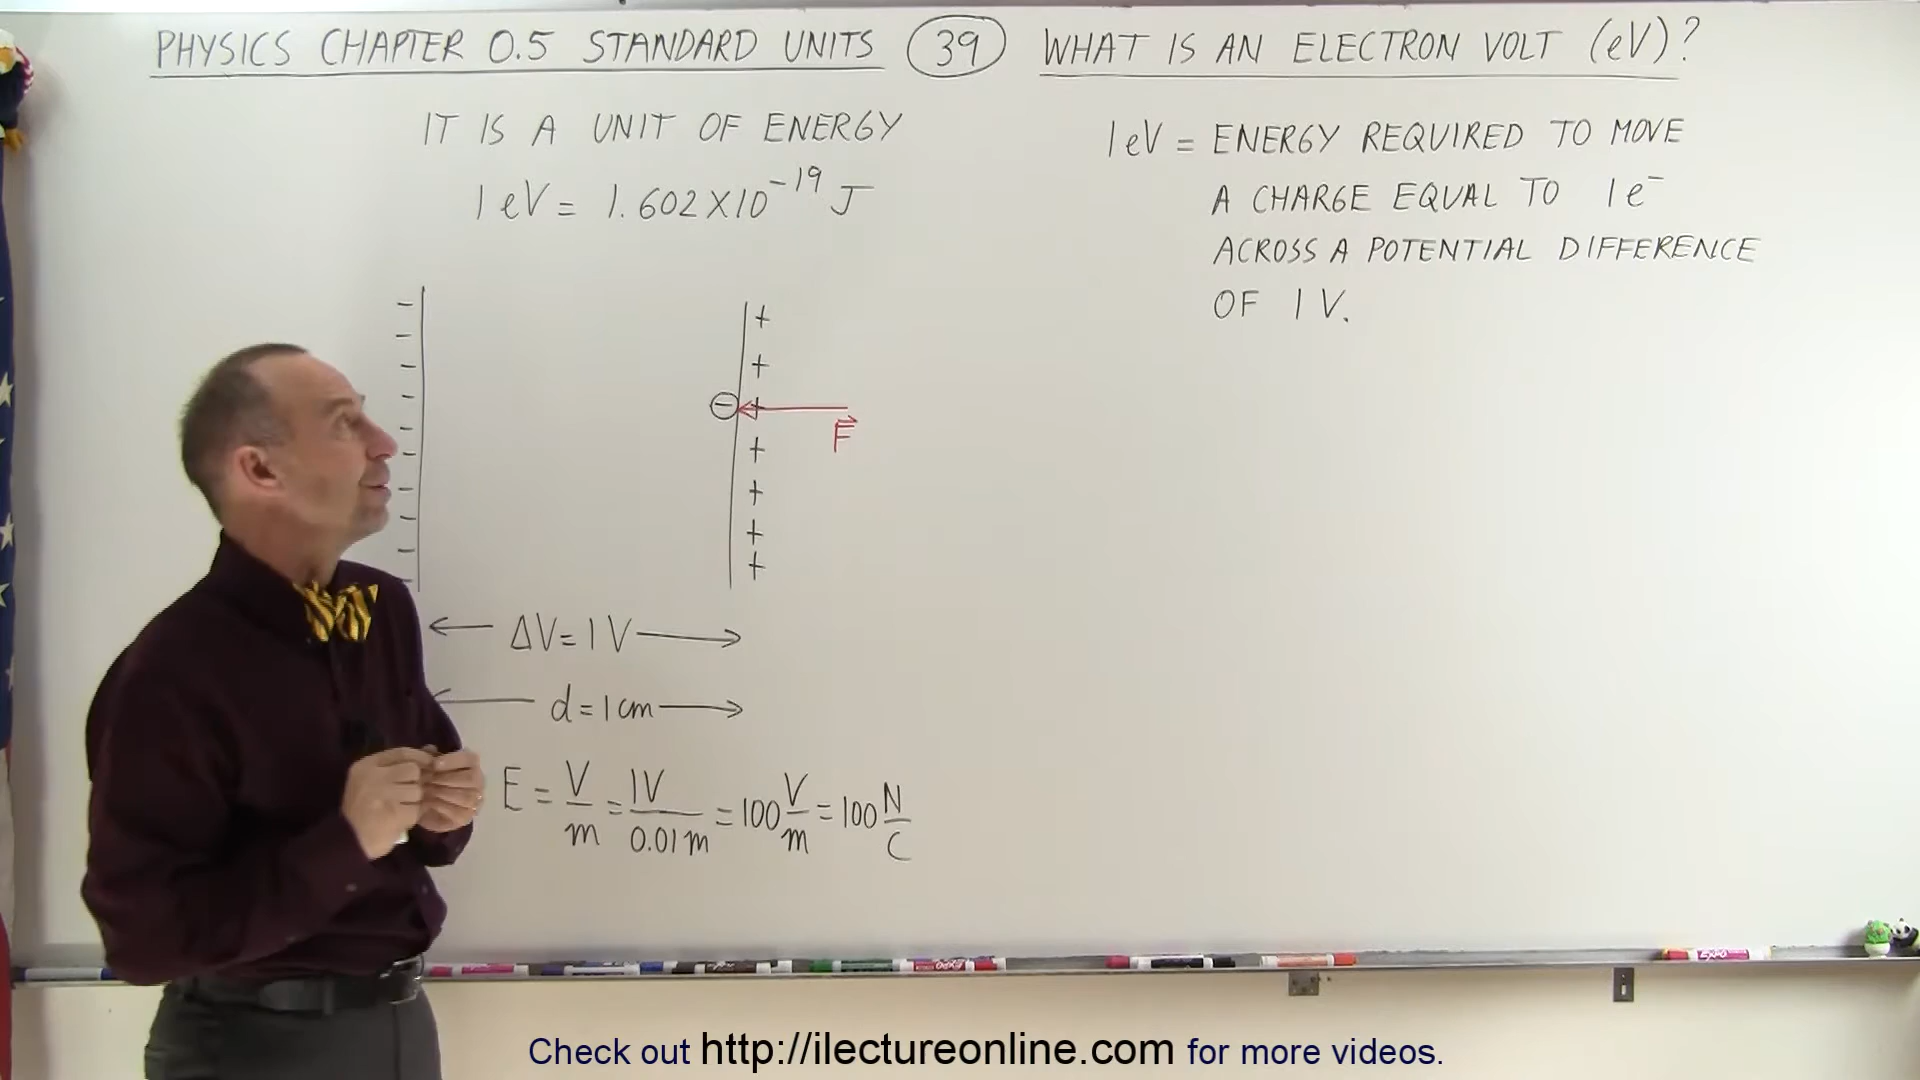 PHYSICS CHAPTER 0.5 STANDARD UNITS 39 WHAT IS AN ELECTRON VOLT (eV)?
IT IS A UNIT OF ENERGY
1 eV = 1.602 X 10⁻¹⁹ J
1 eV = ENERGY REQUIRED TO MOVE
A CHARGE EQUAL TO 1 e⁻
ACROSS A POTENTIAL DIFFERENCE
OF 1 V.
F⃗
ΔV = 1 V
d = 1 cm
E = V/m = 1V/0.01m = 100 V/m = 100 N/C
EXPO
Check out http://ilectureonline.com for more videos.